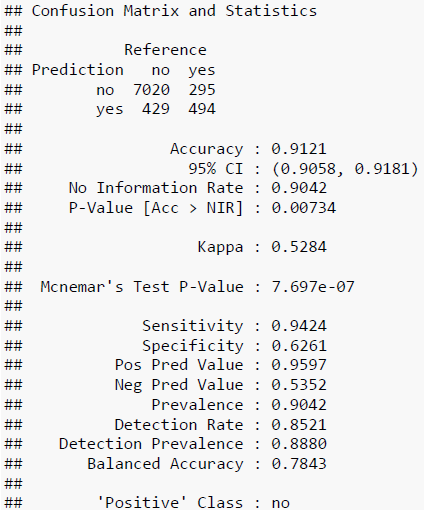 ## Confusion Matrix and Statistics
##
##           Reference
## Prediction   no  yes
##        no  7020  295
##        yes  429  494
##
##                Accuracy : 0.9121
##                  95% CI : (0.9058, 0.9181)
##     No Information Rate : 0.9042
##     P-Value [Acc > NIR] : 0.00734
##
##                   Kappa : 0.5284
##
##  Mcnemar's Test P-Value : 7.697e-07
##
##             Sensitivity : 0.9424
##             Specificity : 0.6261
##          Pos Pred Value : 0.9597
##          Neg Pred Value : 0.5352
##              Prevalence : 0.9042
##          Detection Rate : 0.8521
##    Detection Prevalence : 0.8880
##       Balanced Accuracy : 0.7843
##
##        'Positive' Class : no